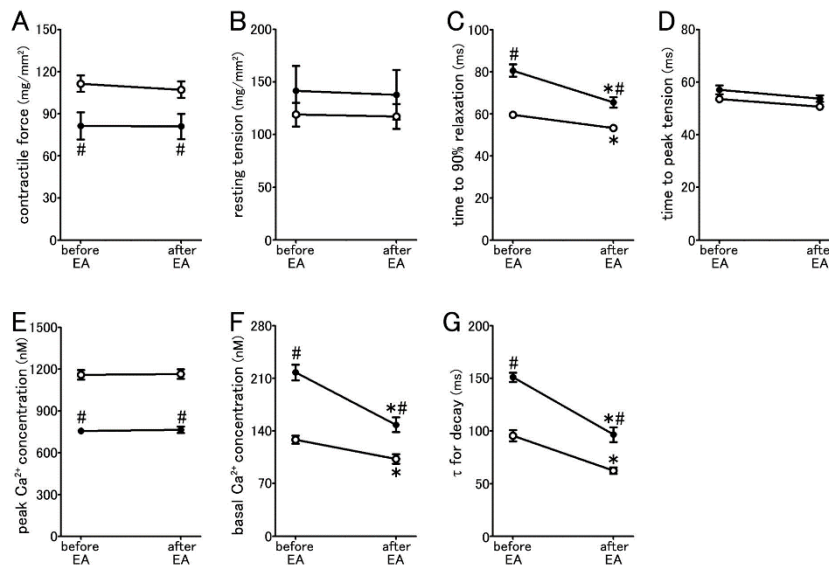 A
contractile force (mg/mm²)
150
120
90
60
30
0
#
#
before
EA
after
EA
B
resting tension (mg/mm²)
200
150
100
50
0
before
EA
after
EA
C
time to 90% relaxation (ms)
100
80
60
40
20
0
#
*#
*
before
EA
after
EA
D
time to peak tension (ms)
80
60
40
20
0
before
EA
after
EA
E
peak Ca²⁺ concentration (nM)
1500
1200
900
600
300
0
#
#
before
EA
after
EA
F
basal Ca²⁺ concentration (nM)
280
210
140
70
0
#
*#
*
before
EA
after
EA
G
τ for decay (ms)
200
150
100
50
0
#
*#
*
before
EA
after
EA